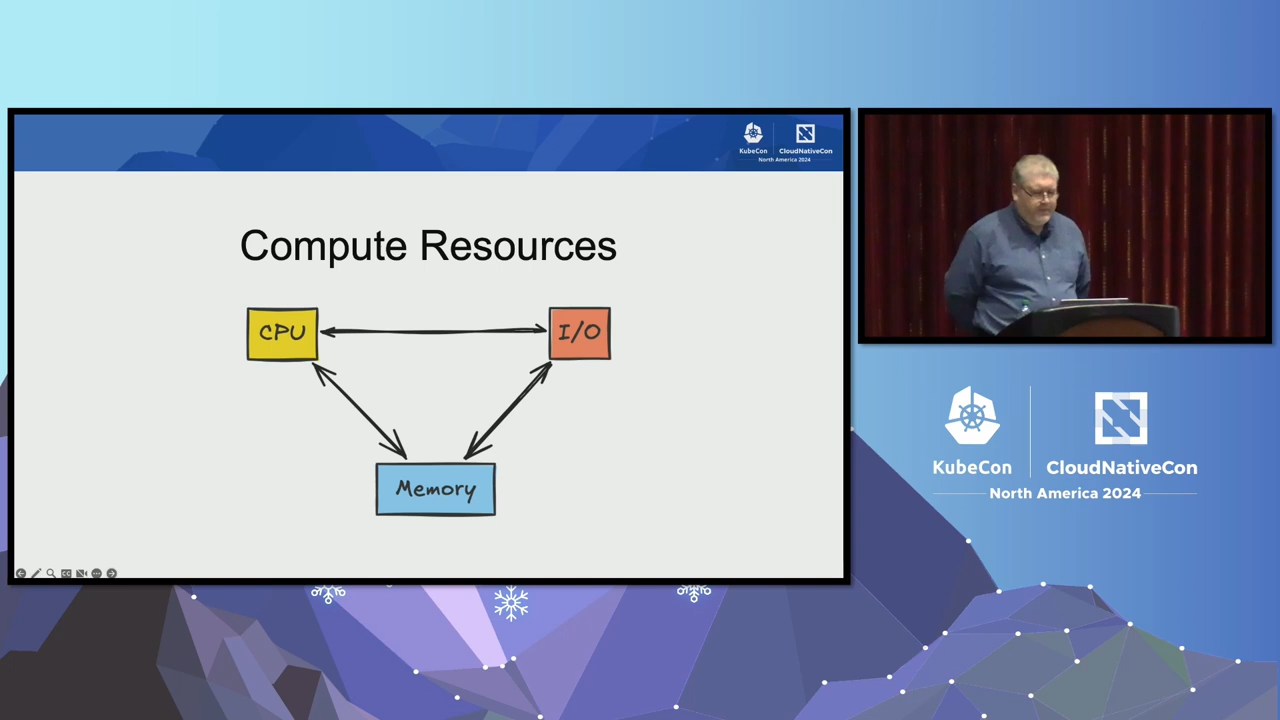 KubeCon
CloudNativeCon
North America 2024
Compute Resources
CPU
I/O
Memory
KubeCon
CloudNativeCon
North America 2024